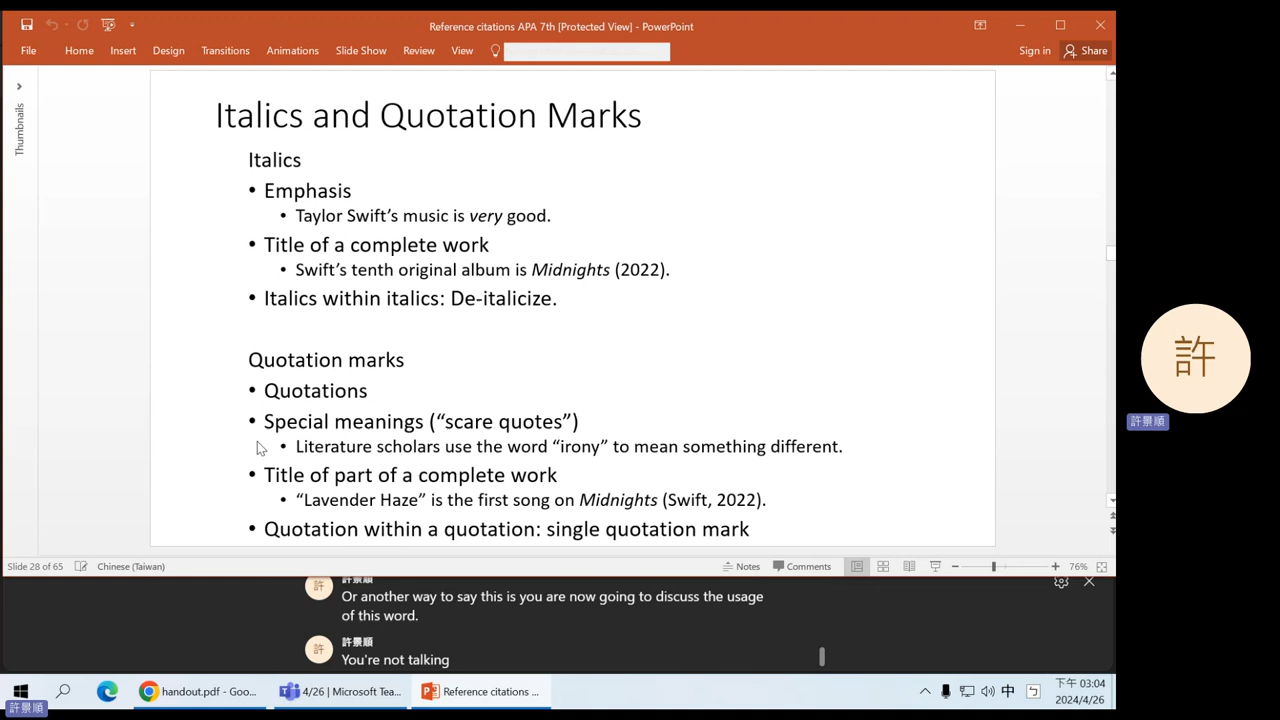 Reference citations APA 7th [Protected View] - PowerPoint
File Home Insert Design Transitions Animations Slide Show Review View Sign in Share
Thumbnails
Italics and Quotation Marks
Italics
• Emphasis
• Taylor Swift's music is very good.
• Title of a complete work
• Swift's tenth original album is Midnights (2022).
• Italics within italics: De-italicize.
Quotation marks
• Quotations
• Special meanings (“scare quotes”)
• Literature scholars use the word “irony” to mean something different.
• Title of part of a complete work
• “Lavender Haze” is the first song on Midnights (Swift, 2022).
• Quotation within a quotation: single quotation mark
許
許景順
Slide 28 of 65 Chinese (Taiwan) Notes Comments 76%
許 許景順
Or another way to say this is you are now going to discuss the usage
of this word.
許 許景順
You're not talking
handout.pdf - Goo... 4/26 | Microsoft Tea... Reference citations ... 中 ㄅ 下午 03:04
2024/4/26
許景順